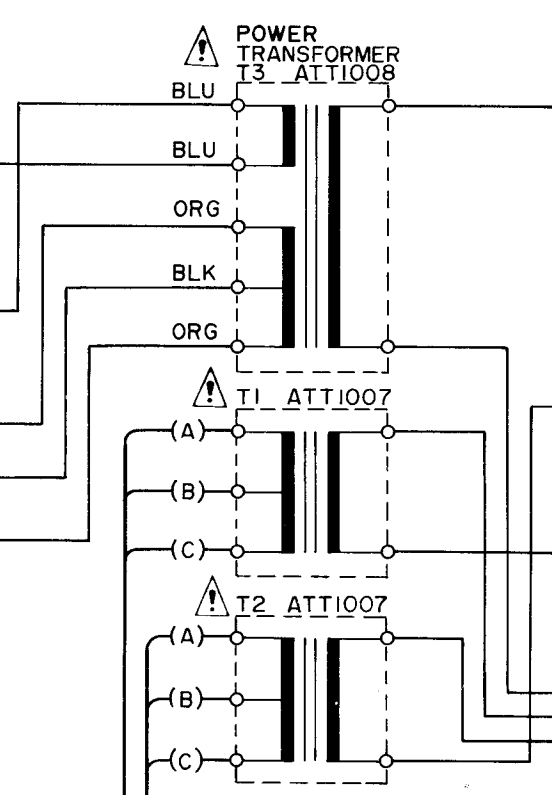 POWER
TRANSFORMER
T3 ATT1008
BLU
BLU
ORG
BLK
ORG
T1 ATT1007
(A)
(B)
(C)
T2 ATT1007
(A)
(B)
(C)